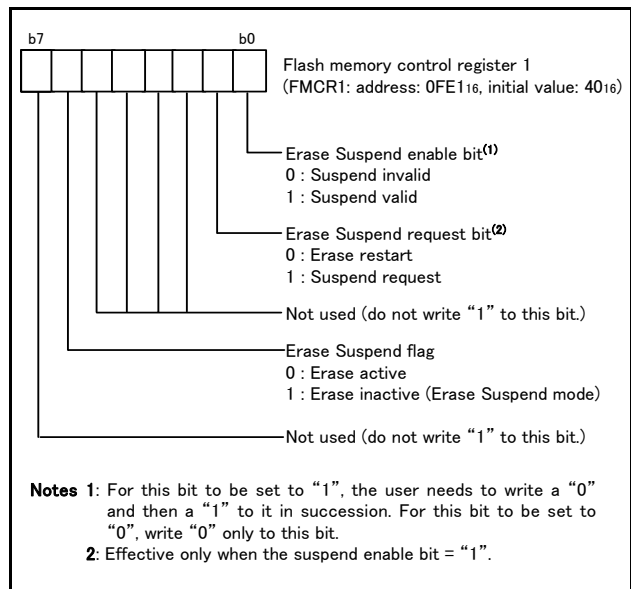 b7 b0
Flash memory control register 1
(FMCR1: address: 0FE116, initial value: 4016)
Erase Suspend enable bit(1)
0 : Suspend invalid
1 : Suspend valid
Erase Suspend request bit(2)
0 : Erase restart
1 : Suspend request
Not used (do not write “1” to this bit.)
Erase Suspend flag
0 : Erase active
1 : Erase inactive (Erase Suspend mode)
Not used (do not write “1” to this bit.)
Notes 1: For this bit to be set to “1”, the user needs to write a “0”
and then a “1” to it in succession. For this bit to be set to
“0”, write “0” only to this bit.
2: Effective only when the suspend enable bit = “1”.